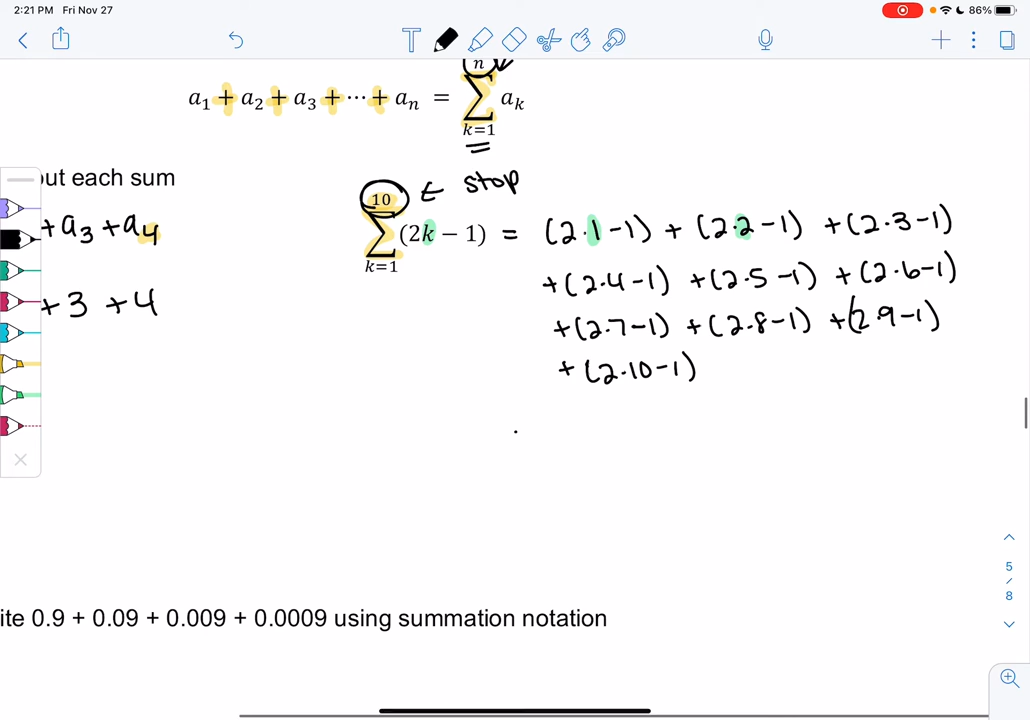 2:21 PM Fri Nov 27
86%
a₁ + a₂ + a₃ + ⋯ + aₙ = n ∑ k=1 aₖ
out each sum
← stop
+a₃ +a₄
10 ∑ k=1 (2k − 1) = (2·1−1) + (2·2−1) +(2·3−1)
+(2·4−1) +(2·5−1) +(2·6−1)
+3 +4
+(2·7−1) +(2·8−1) +(2·9−1)
+(2·10−1)
5
/
8
ite 0.9 + 0.09 + 0.009 + 0.0009 using summation notation